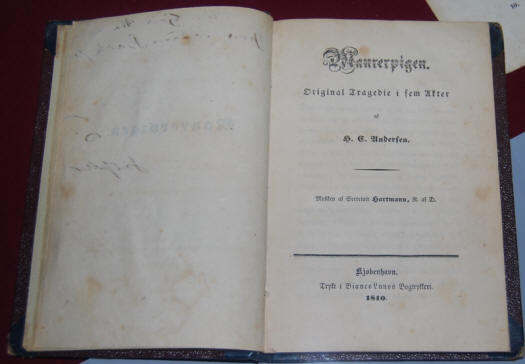 Maurerpigen.
Original Tragedie i fem Akter
af
H. C. Andersen.
Musiken af Secretair Hartmann, R. af D.
Kjøbenhavn.
Trykt i Bianco Lunos Bogtrykkeri.
1840.